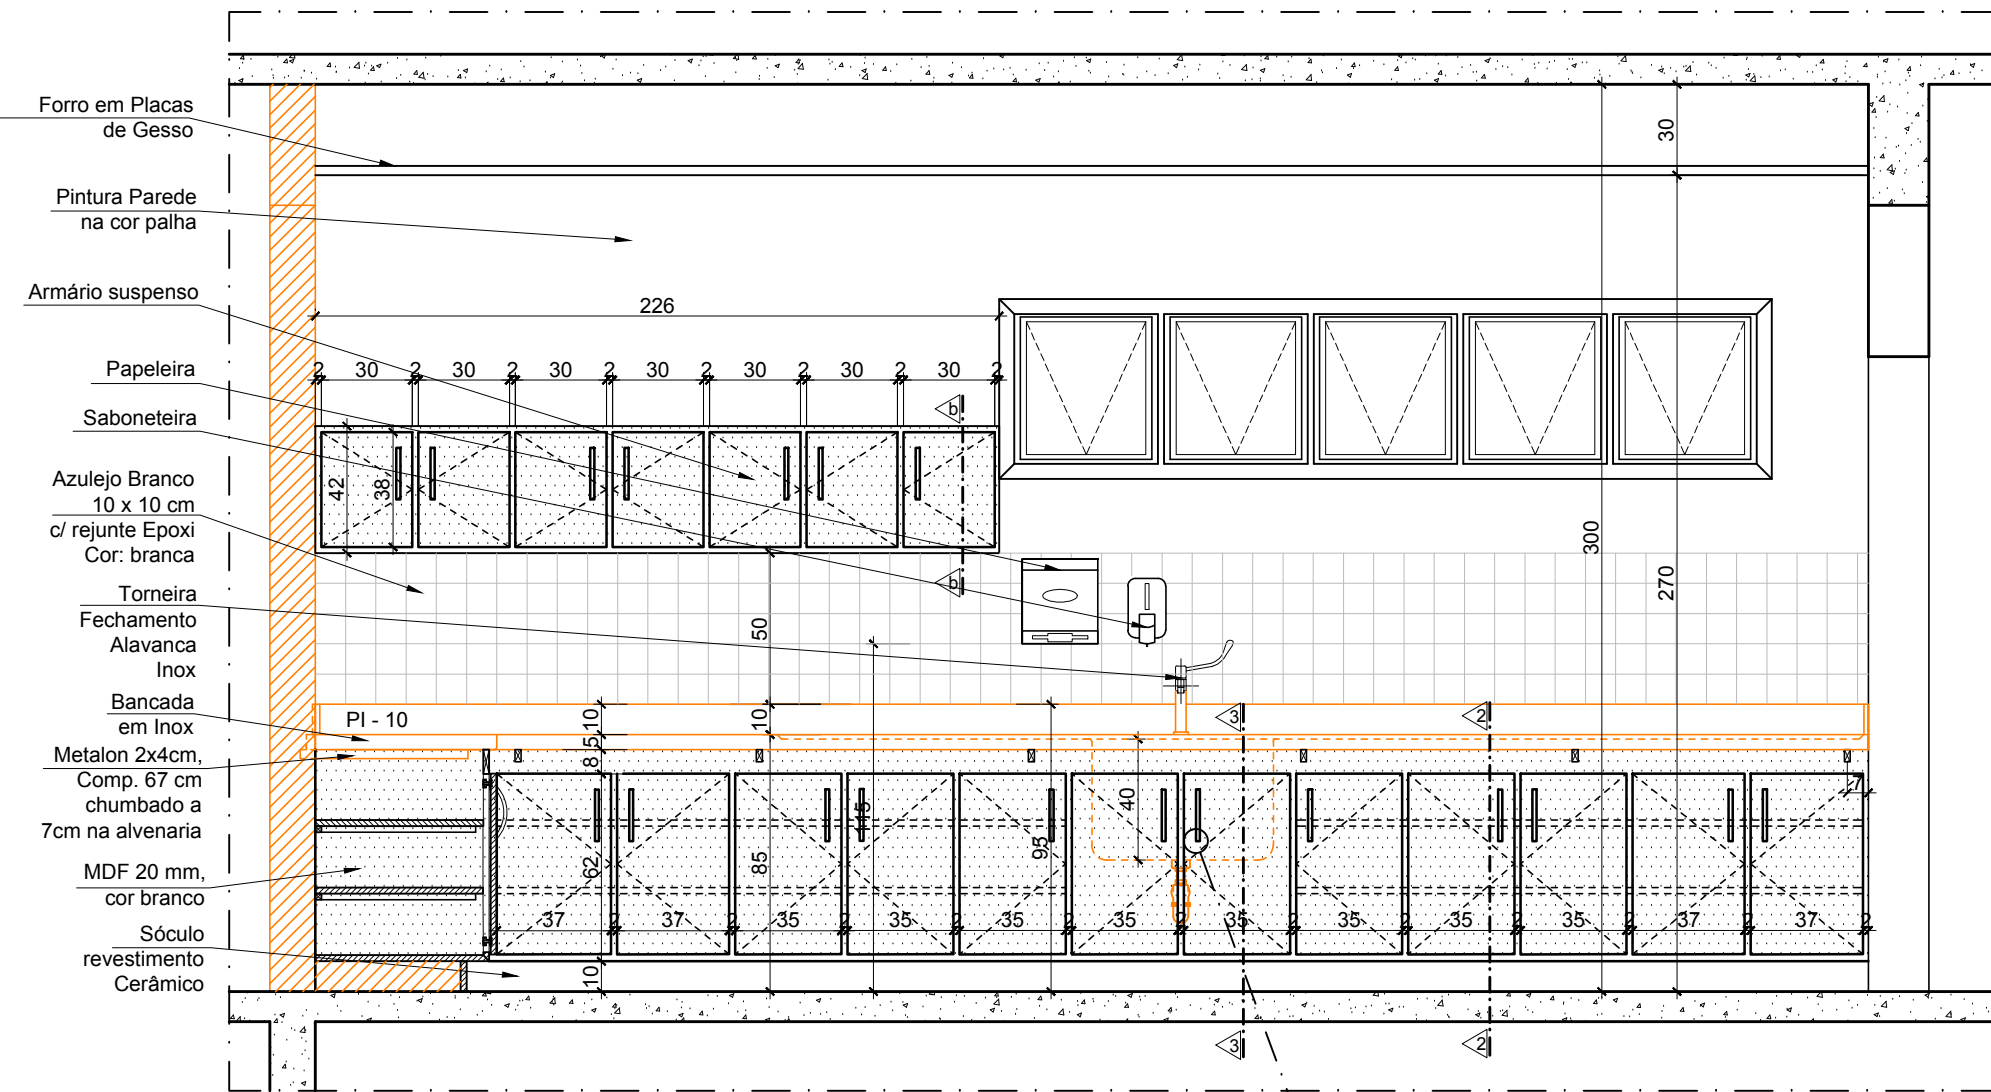 Forro em Placas
de Gesso
Pintura Parede
na cor palha
Armário suspenso
Papeleira
Saboneteira
Azulejo Branco
10 x 10 cm
c/ rejunte Epoxi
Cor: branca
Torneira
Fechamento
Alavanca
Inox
Bancada
em Inox
Metalon 2x4cm,
Comp. 67 cm
chumbado a
7cm na alvenaria
MDF 20 mm,
cor branco
Sóculo
revestimento
Cerâmico
30
226
2 30 2 30 2 30 2 30 2 30 2 30 2 30 2
b
42
38
b
300
270
50
PI - 10
10
5
8
10
3
2
7
40
115
95
62
85
37 2 37 2 35 2 35 2 35 2 35 2 35 2 35 2 35 2 35 2 37 2 37 2
10
3
2